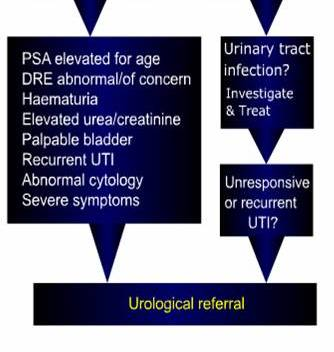 PSA elevated for age
DRE abnormal/of concern
Haematuria
Elevated urea/creatinine
Palpable bladder
Recurrent UTI
Abnormal cytology
Severe symptoms
Urinary tract
infection?
Investigate
& Treat
Unresponsive
or recurrent
UTI?
Urological referral